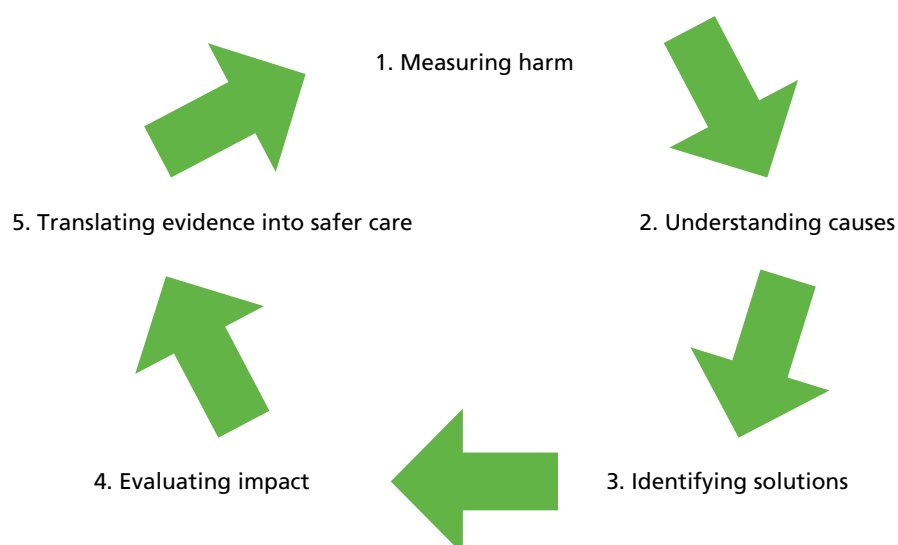 1. Measuring harm
2. Understanding causes
3. Identifying solutions
4. Evaluating impact
5. Translating evidence into safer care